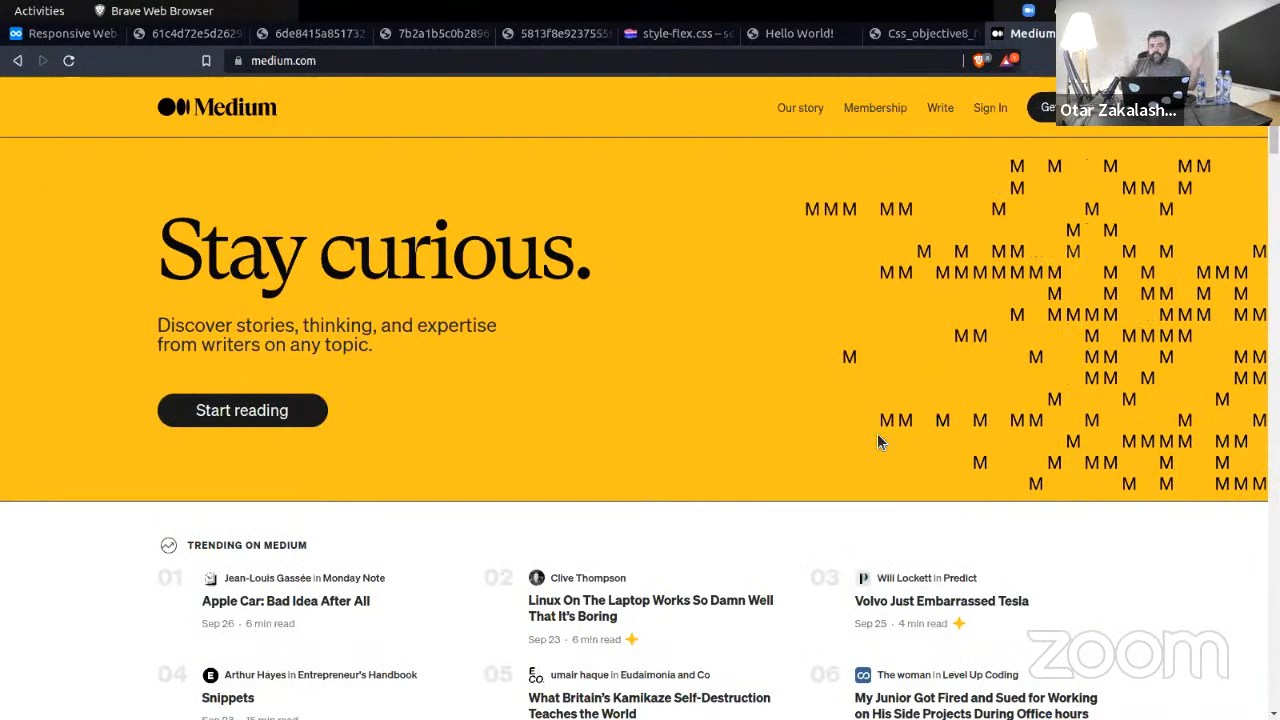 Activities
Brave Web Browser
Responsive Web
61c4d72e5d2629
6de8415a851732
7b2a1b5c0b2896
5813f8e9237555
style-flex.css – se
Hello World!
Css_objective8_f
Medium
medium.com
Medium
Our story
Membership
Write
Sign In
Ge
Otar Zakalash...
M M M M M
M M M M
M M M M M M M M
M M
M M M M M M M M
M M M M M M M M M M M M M M
M M M M M M
M M M M M M M M M M
M M M M M M M
M M M M M M M
M M M M M
M M M
M M M M M M M M M
M M M M M M M
M M M M M M
M M M M M M
Stay curious.
Discover stories, thinking, and expertise
from writers on any topic.
Start reading
TRENDING ON MEDIUM
01
Jean-Louis Gassée in Monday Note
Apple Car: Bad Idea After All
Sep 26 · 6 min read
02
Clive Thompson
Linux On The Laptop Works So Damn Well
That It's Boring
Sep 23 · 6 min read
03
P
Will Lockett in Predict
Volvo Just Embarrassed Tesla
Sep 25 · 4 min read
04
E
Arthur Hayes in Entrepreneur's Handbook
Snippets
05
E
CO.
umair haque in Eudaimonia and Co
What Britain's Kamikaze Self-Destruction
Teaches the World
06
The woman in Level Up Coding
My Junior Got Fired and Sued for Working
on His Side Projects During Office hours
zoom